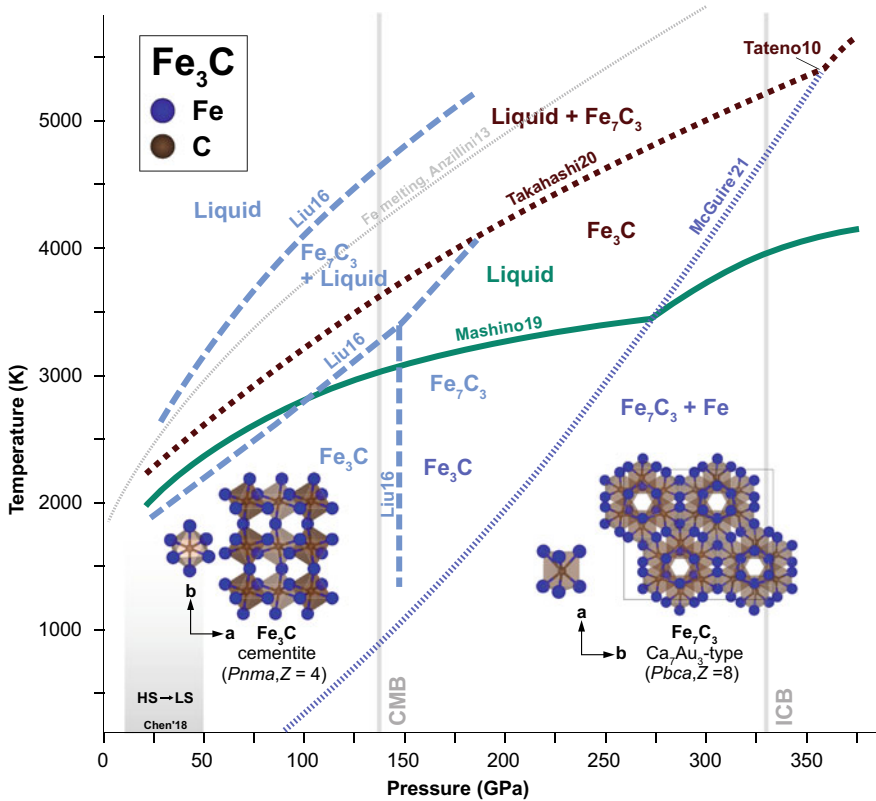 Fe₃C
Fe
C
Tateno10
Liquid + Fe₇C₃
Fe melting, Anzillini13
Takahashi20
McGuire'21
Liquid
Liu16
Fe₇C₃
+ Liquid
Fe₃C
Liquid
Mashino19
Liu16
Fe₇C₃
Fe₇C₃ + Fe
Fe₃C
Fe₃C
Liu16
b
a
Fe₃C
cementite
(Pnma,Z = 4)
a
b
Fe₇C₃
Ca₇Au₃-type
(Pbca,Z =8)
HS→LS
Chen'18
CMB
ICB
5000
4000
3000
2000
1000
Temperature (K)
0
50
100
150
200
250
300
350
Pressure (GPa)